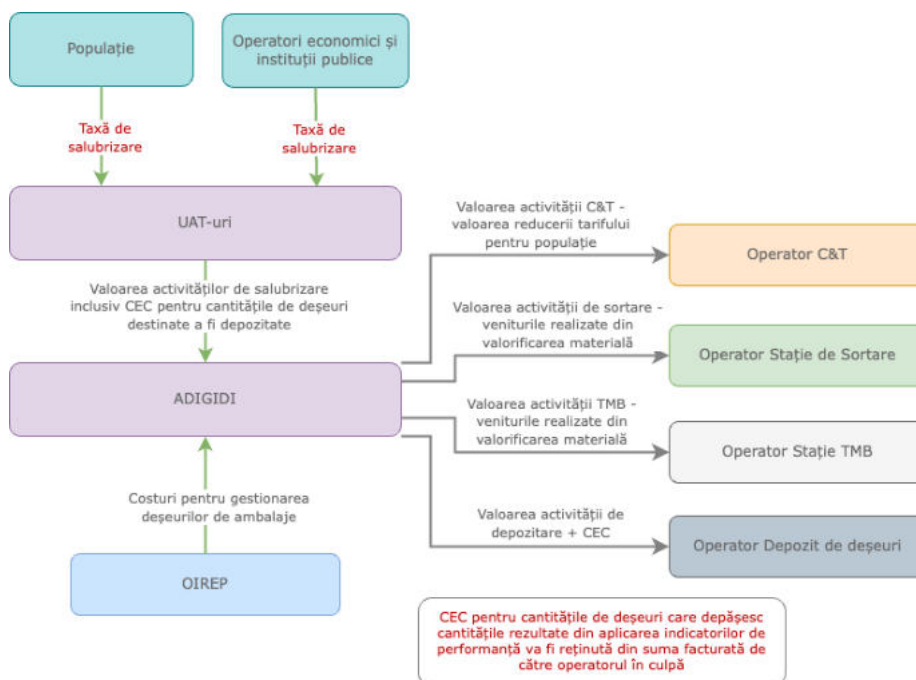 Populație
Operatori economici și
instituții publice
Taxă de
salubrizare
Taxă de
salubrizare
UAT-uri
Valoarea activităților de salubrizare
inclusiv CEC pentru cantitățile de deșeuri
destinate a fi depozitate
ADIGIDI
Costuri pentru gestionarea
deșeurilor de ambalaje
OIREP
Valoarea activității C&T -
valoarea reducerii tarifului
pentru populație
Operator C&T
Valoarea activității de sortare -
veniturile realizate din
valorificarea materială
Operator Stație de Sortare
Valoarea activității TMB -
veniturile realizate din
valorificarea materială
Operator Stație TMB
Valoarea activității de
depozitare + CEC
Operator Depozit de deșeuri
CEC pentru cantitățile de deșeuri care depășesc
cantitățile rezultate din aplicarea indicatorilor de
performanță va fi reținută din suma facturată de
către operatorul în culpă